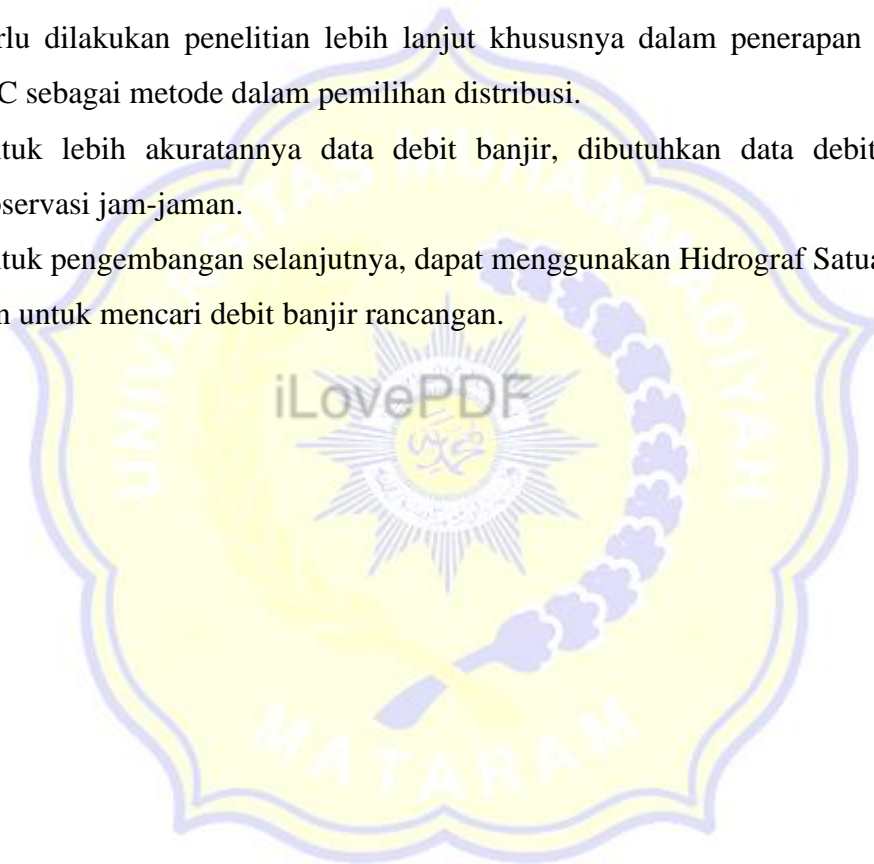 rlu dilakukan penelitian lebih lanjut khususnya dalam penerapan
C sebagai metode dalam pemilihan distribusi.
tuk lebih akuratannya data debit banjir, dibutuhkan data debit
servasi jam-jaman.
tuk pengembangan selanjutnya, dapat menggunakan Hidrograf Satua
n untuk mencari debit banjir rancangan.
iLovePDF
UNIVERSITAS MUHAMMADIYAH
MATARAM